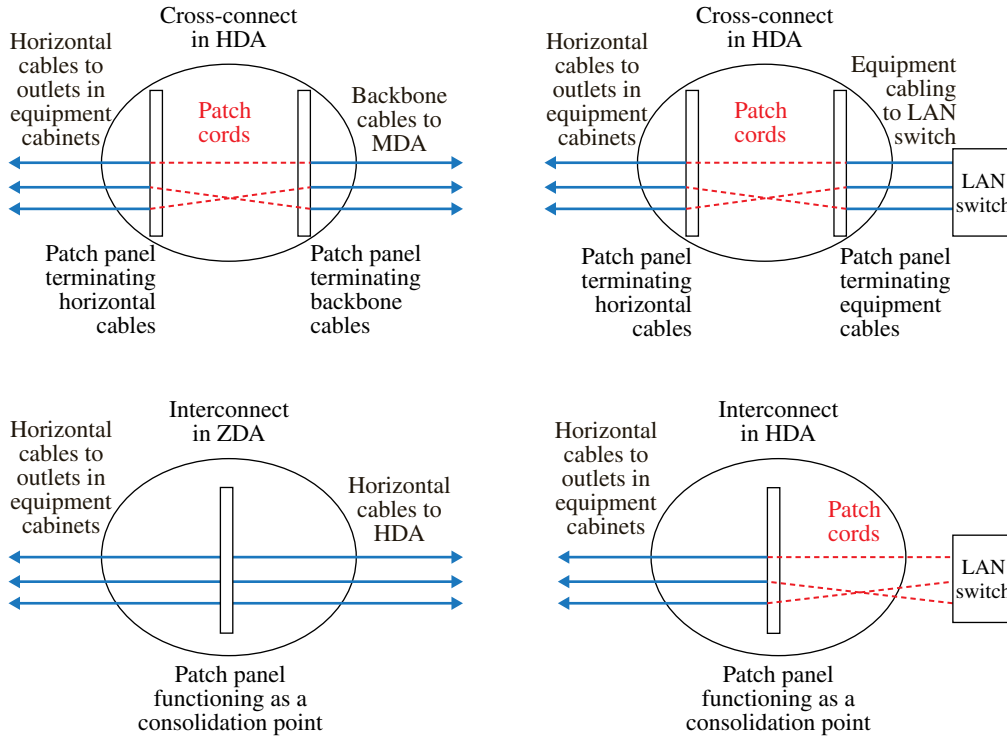 Cross-connect
in HDA
Horizontal
cables to
outlets in
equipment
cabinets
Patch
cords
Backbone
cables to
MDA
Patch panel
terminating
horizontal
cables
Patch panel
terminating
backbone
cables
Cross-connect
in HDA
Horizontal
cables to
outlets in
equipment
cabinets
Patch
cords
Equipment
cabling
to LAN
switch
LAN
switch
Patch panel
terminating
horizontal
cables
Patch panel
terminating
equipment
cables
Interconnect
in ZDA
Horizontal
cables to
outlets in
equipment
cabinets
Horizontal
cables to
HDA
Patch panel
functioning as a
consolidation point
Interconnect
in HDA
Horizontal
cables to
outlets in
equipment
cabinets
Patch
cords
LAN
switch
Patch panel
functioning as a
consolidation point